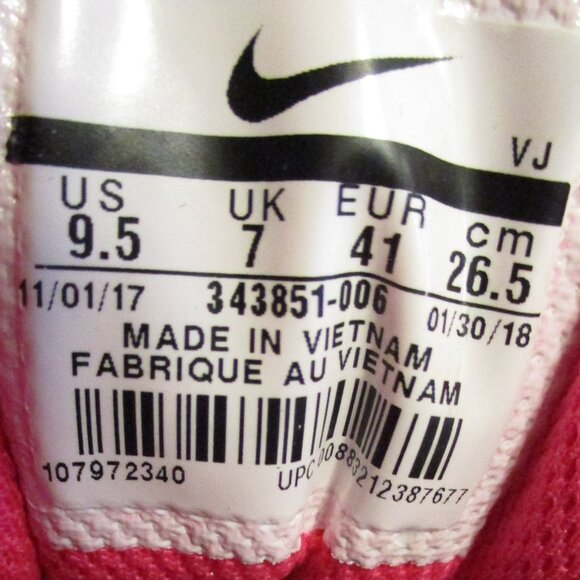 VJ
US UK EUR cm
9.5 7 41 26.5
11/01/17 343851-006 01/30/18
MADE IN VIETNAM
FABRIQUE AU VIETNAM
107972340 UPC 00883212387677